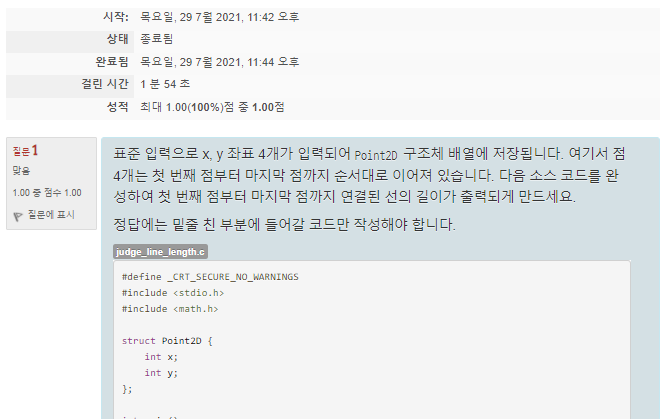 시작: 목요일, 29 7월 2021, 11:42 오후
상태 종료됨
완료됨 목요일, 29 7월 2021, 11:44 오후
걸린 시간 1 분 54 초
성적 최대 1.00(100%)점 중 1.00점
질문 1
맞음
1.00 중 점수 1.00
질문에 표시
표준 입력으로 x, y 좌표 4개가 입력되어 Point2D 구조체 배열에 저장됩니다. 여기서 점
4개는 첫 번째 점부터 마지막 점까지 순서대로 이어져 있습니다. 다음 소스 코드를 완
성하여 첫 번째 점부터 마지막 점까지 연결된 선의 길이가 출력되게 만드세요.
정답에는 밑줄 친 부분에 들어갈 코드만 작성해야 합니다.
judge_line_length.c
#define _CRT_SECURE_NO_WARNINGS
#include <stdio.h>
#include <math.h>
struct Point2D {
int x;
int y;
};